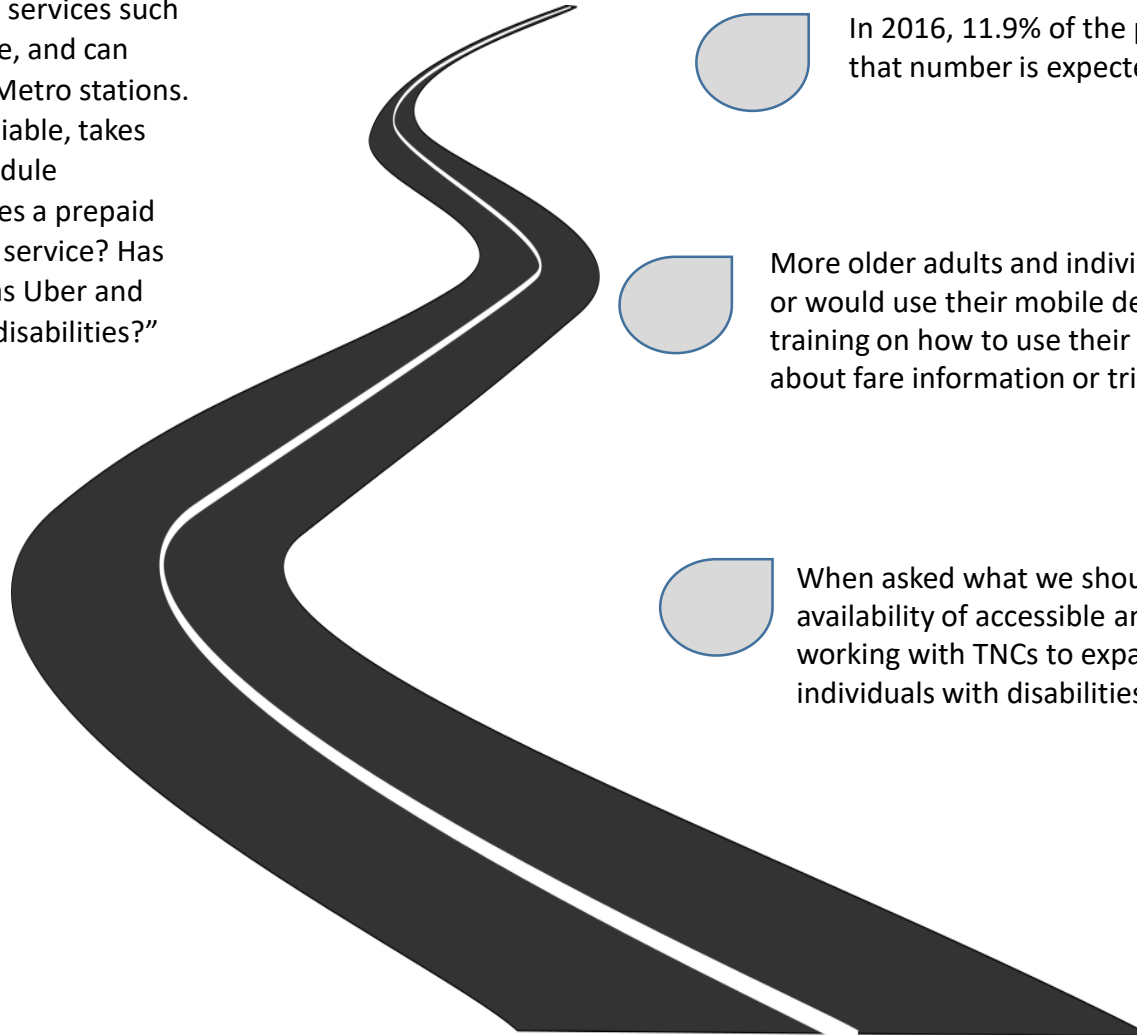 services such
e, and can
Metro stations.
iable, takes
dule
es a prepaid
service? Has
as Uber and
disabilities?”
In 2016, 11.9% of the p
that number is expecte
More older adults and indivi
or would use their mobile de
training on how to use their
about fare information or tri
When asked what we shou
availability of accessible
working with TNCs to expa
individuals with disabilities